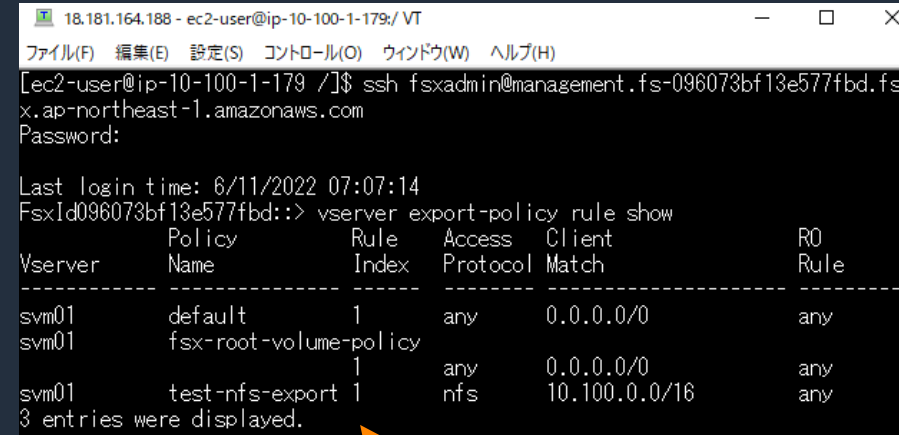 18.181.164.188 - ec2-user@ip-10-100-1-179:/ VT
ファイル(F) 編集(E) 設定(S) コントロール(O) ウィンドウ(W) ヘルプ(H)
[ec2-user@ip-10-100-1-179 /]$ ssh fsxadmin@management.fs-096073bf13e577fbd.fs
x.ap-northeast-1.amazonaws.com
Password:
Last login time: 6/11/2022 07:07:14
FsxId096073bf13e577fbd::> vserver export-policy rule show
Policy Rule Access Client RO
Vserver Name Index Protocol Match Rule
------------ --------------- ------ -------- --------------------- ---------
svm01 default 1 any 0.0.0.0/0 any
svm01 fsx-root-volume-policy
1 any 0.0.0.0/0 any
svm01 test-nfs-export 1 nfs 10.100.0.0/16 any
3 entries were displayed.